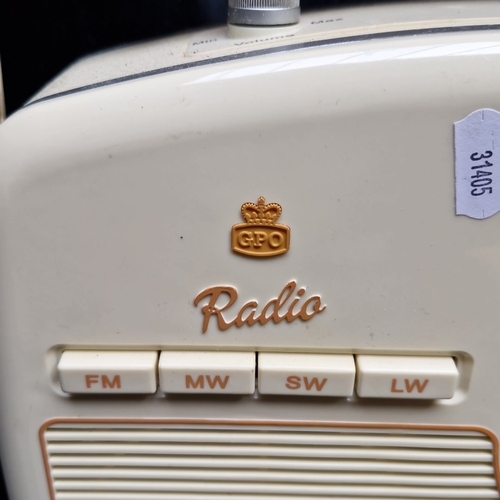 Min Volume Max
31405
GPO
Radio
FM MW SW LW